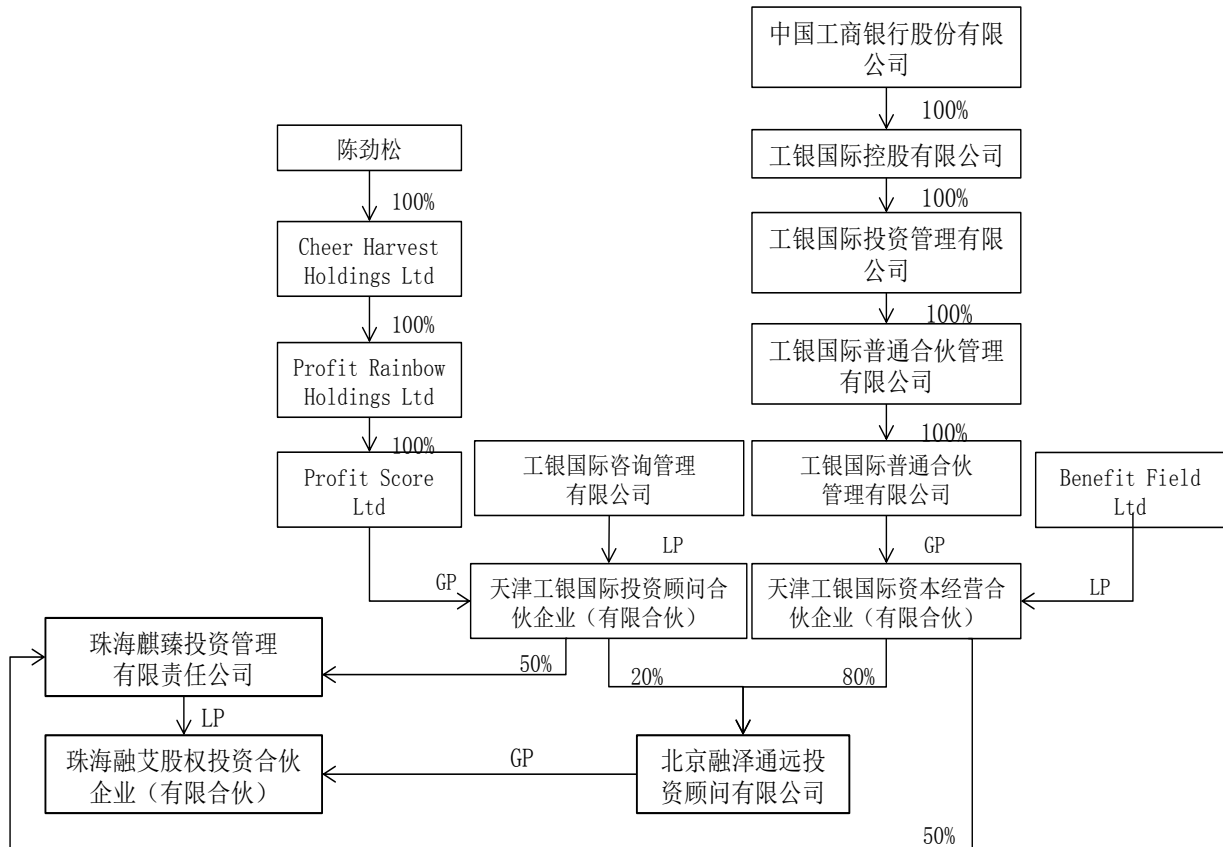 中国工商银行股份有限
公司
100%
工银国际控股有限公司
100%
工银国际投资管理有限
公司
100%
工银国际普通合伙管理
有限公司
100%
陈劲松
100%
Cheer Harvest
Holdings Ltd
100%
Profit Rainbow
Holdings Ltd
100%
Profit Score
Ltd
工银国际咨询管理
有限公司
工银国际普通合伙
管理有限公司
Benefit Field
Ltd
GP
LP
GP
LP
天津工银国际投资顾问合
伙企业（有限合伙）
天津工银国际资本经营合
伙企业（有限合伙）
50%
20%
80%
珠海麒臻投资管理
有限责任公司
LP
珠海融艾股权投资合伙
企业（有限合伙）
GP
北京融泽通远投
资顾问有限公司
50%